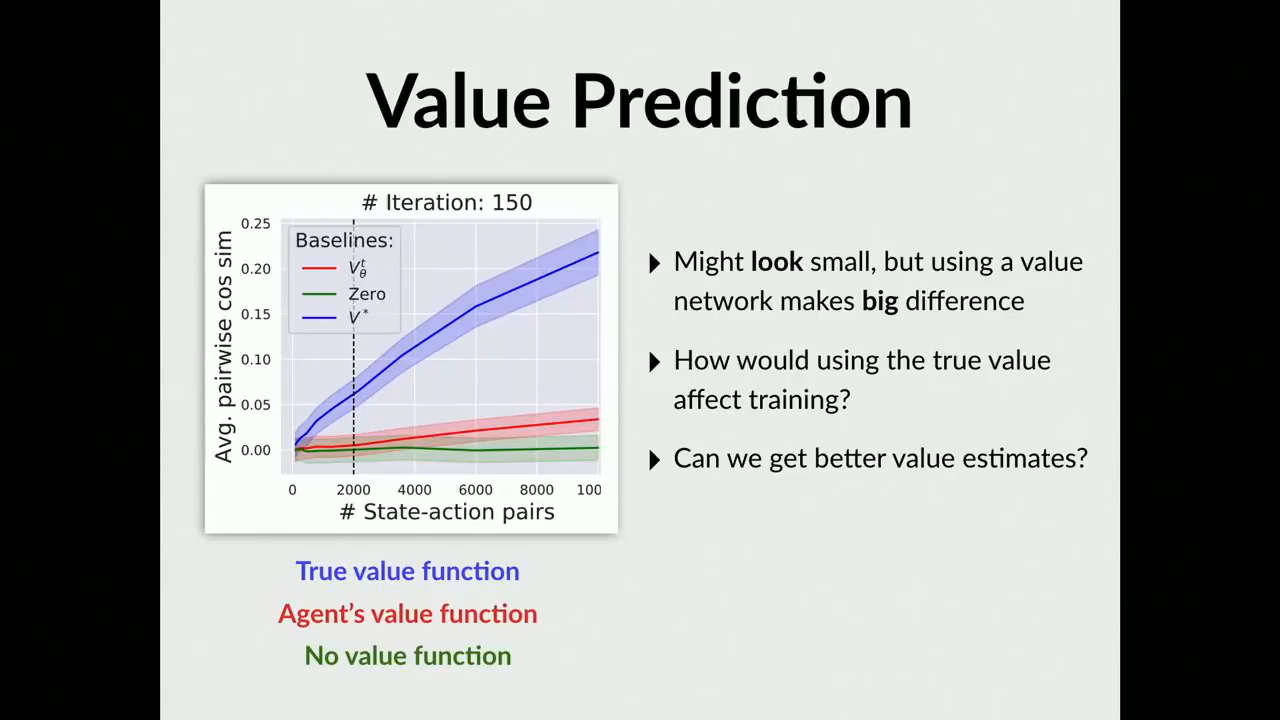 Value Prediction
# Iteration: 150
Avg. pairwise cos sim
0.25
0.20
0.15
0.10
0.05
0.00
Baselines:
V_θ^t
Zero
V*
0 2000 4000 6000 8000 1000
# State-action pairs
True value function
Agent’s value function
No value function
Might look small, but using a value
network makes big difference
How would using the true value
affect training?
Can we get better value estimates?